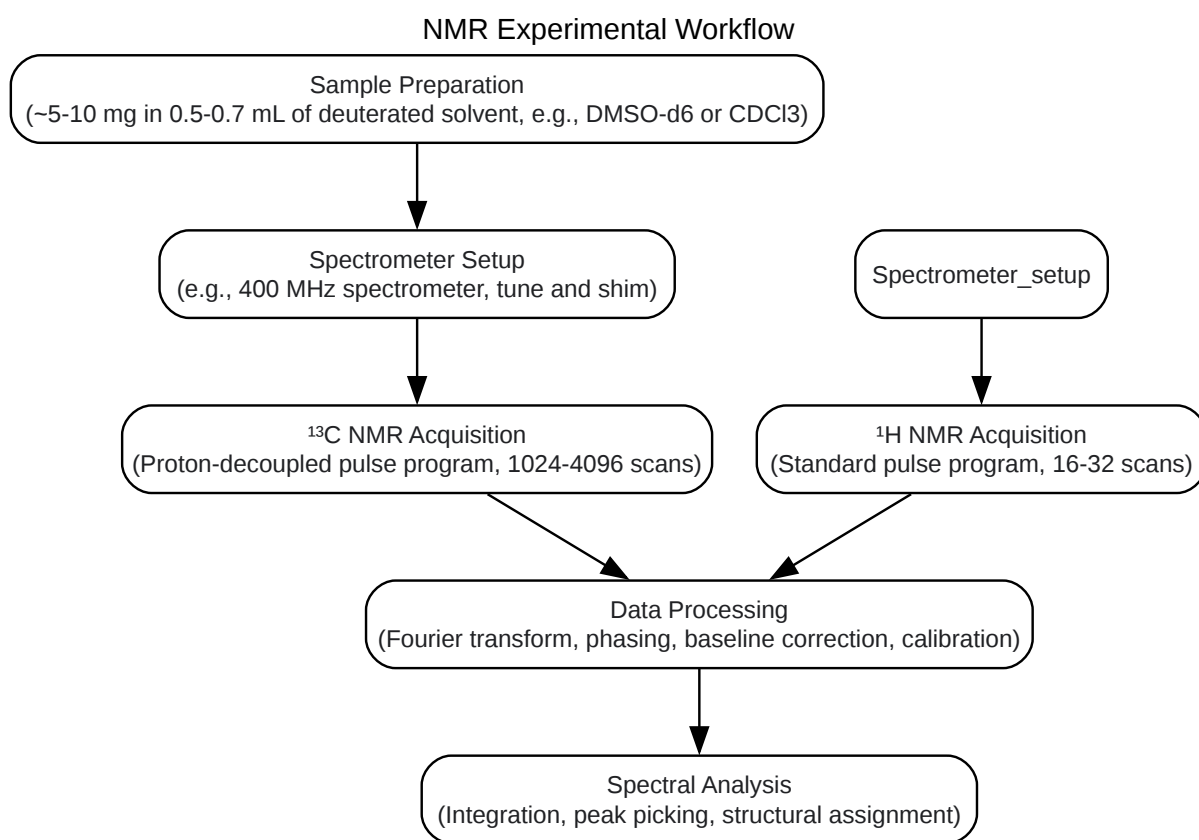 NMR Experimental Workflow
Sample Preparation
(~5-10 mg in 0.5-0.7 mL of deuterated solvent, e.g., DMSO-d6 or CDCl3)
Spectrometer Setup
(e.g., 400 MHz spectrometer, tune and shim)
Spectrometer_setup
¹³C NMR Acquisition
(Proton-decoupled pulse program, 1024-4096 scans)
¹H NMR Acquisition
(Standard pulse program, 16-32 scans)
Data Processing
(Fourier transform, phasing, baseline correction, calibration)
Spectral Analysis
(Integration, peak picking, structural assignment)